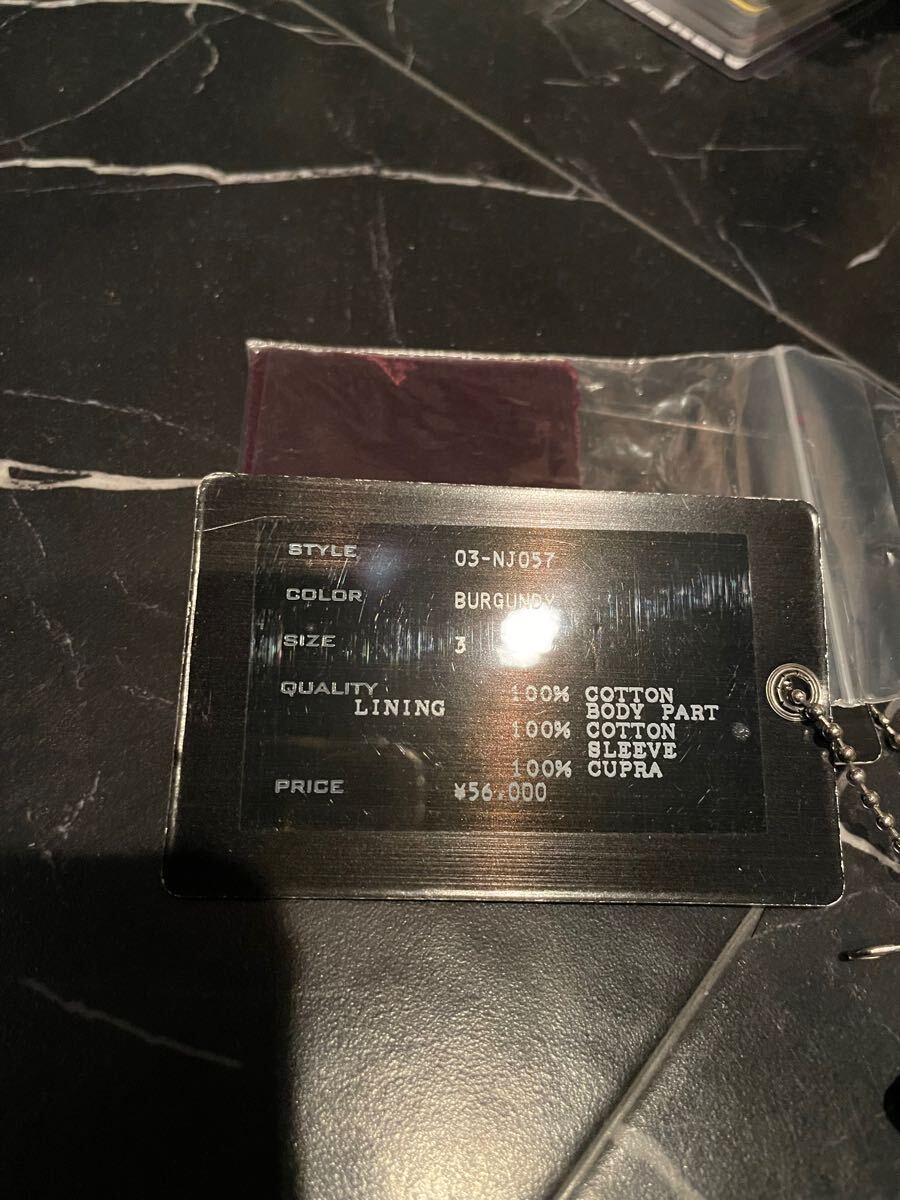 STYLE 03-NJ057
COLOR BURGUNDY
SIZE 3
QUALITY 100% COTTON
LINING BODY PART
100% COTTON
SLEEVE
100% CUPRA
PRICE ¥56,000